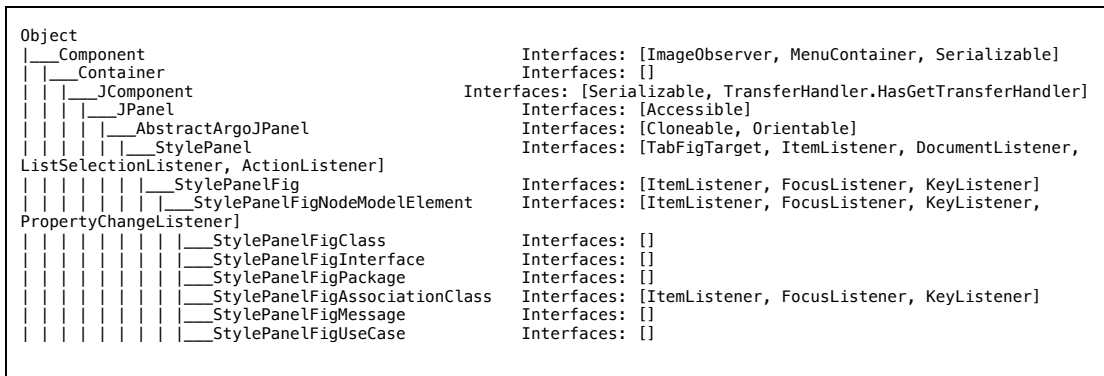 Object
|___Component Interfaces: [ImageObserver, MenuContainer, Serializable]
| |___Container Interfaces: []
| | |___JComponent Interfaces: [Serializable, TransferHandler.HasGetTransferHandler]
| | | |___JPanel Interfaces: [Accessible]
| | | | |___AbstractArgoJPanel Interfaces: [Cloneable, Orientable]
| | | | | |___StylePanel Interfaces: [TabFigTarget, ItemListener, DocumentListener,
ListSelectionListener, ActionListener]
| | | | | | |___StylePanelFig Interfaces: [ItemListener, FocusListener, KeyListener]
| | | | | | | |___StylePanelFigNodeModelElement Interfaces: [ItemListener, FocusListener, KeyListener,
PropertyChangeListener]
| | | | | | | | |___StylePanelFigClass Interfaces: []
| | | | | | | | |___StylePanelFigInterface Interfaces: []
| | | | | | | | |___StylePanelFigPackage Interfaces: []
| | | | | | | | |___StylePanelFigAssociationClass Interfaces: [ItemListener, FocusListener, KeyListener]
| | | | | | | | |___StylePanelFigMessage Interfaces: []
| | | | | | | | |___StylePanelFigUseCase Interfaces: []